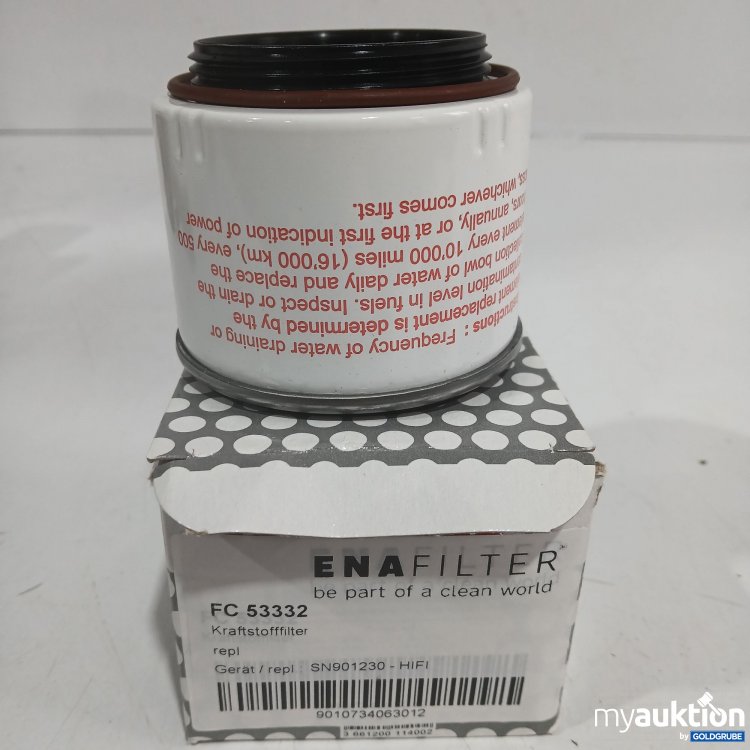 Instructions : Frequency of water draining or
element replacement is determined by the
contamination level in fuels. Inspect or drain the
collection bowl of water daily and replace the
element every 10'000 miles (16'000 km), every 500
hours, annually, or at the first indication of power
loss, whichever comes first.
ENAFILTER
be part of a clean world
FC 53332
Kraftstofffilter
repl
Gerät / repl.: SN901230 - HIFI
9010734063012
3 661200 114002
myauktion
by GOLDGRUBE